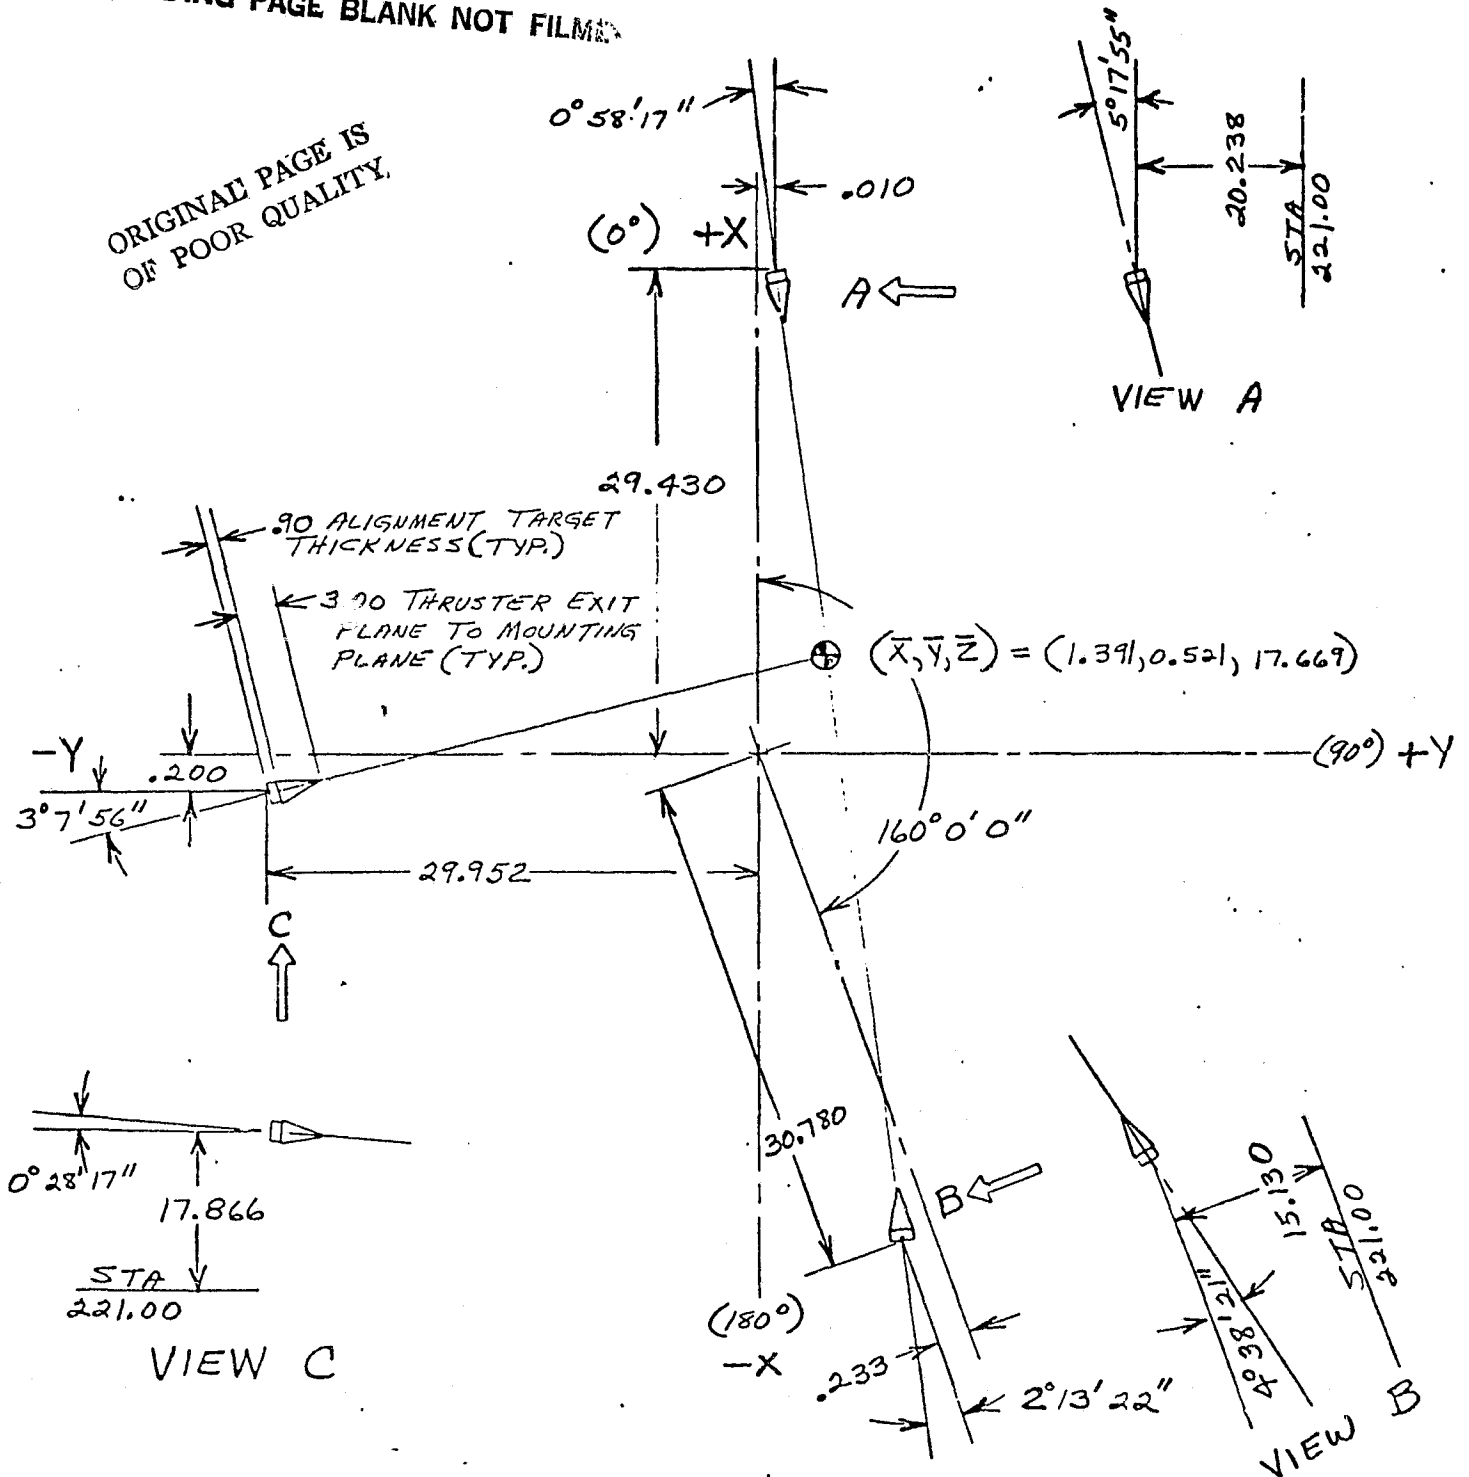 PAGE BLANK NOT FILMED
ORIGINAL PAGE IS
OF POOR QUALITY
0° 58' 17"
.010
(0°) +X
A
5° 17' 55"
20.238
STA
221.00
VIEW A
29.430
.90 ALIGNMENT TARGET
THICKNESS (TYP.)
THRUSTER EXIT
PLANE TO MOUNTING
PLANE (TYP.)
(X̄, Ȳ, Z̄) = (1.391, 0.521, 17.669)
-Y
.200
3° 7' 56"
(90°) +Y
160° 0' 0"
29.952
C
30.780
B
0° 28' 17"
17.866
STA
221.00
VIEW C
(180°)
-X
.233
2° 13' 22"
15.130
STA
221.00
4° 38' 21"
VIEW B